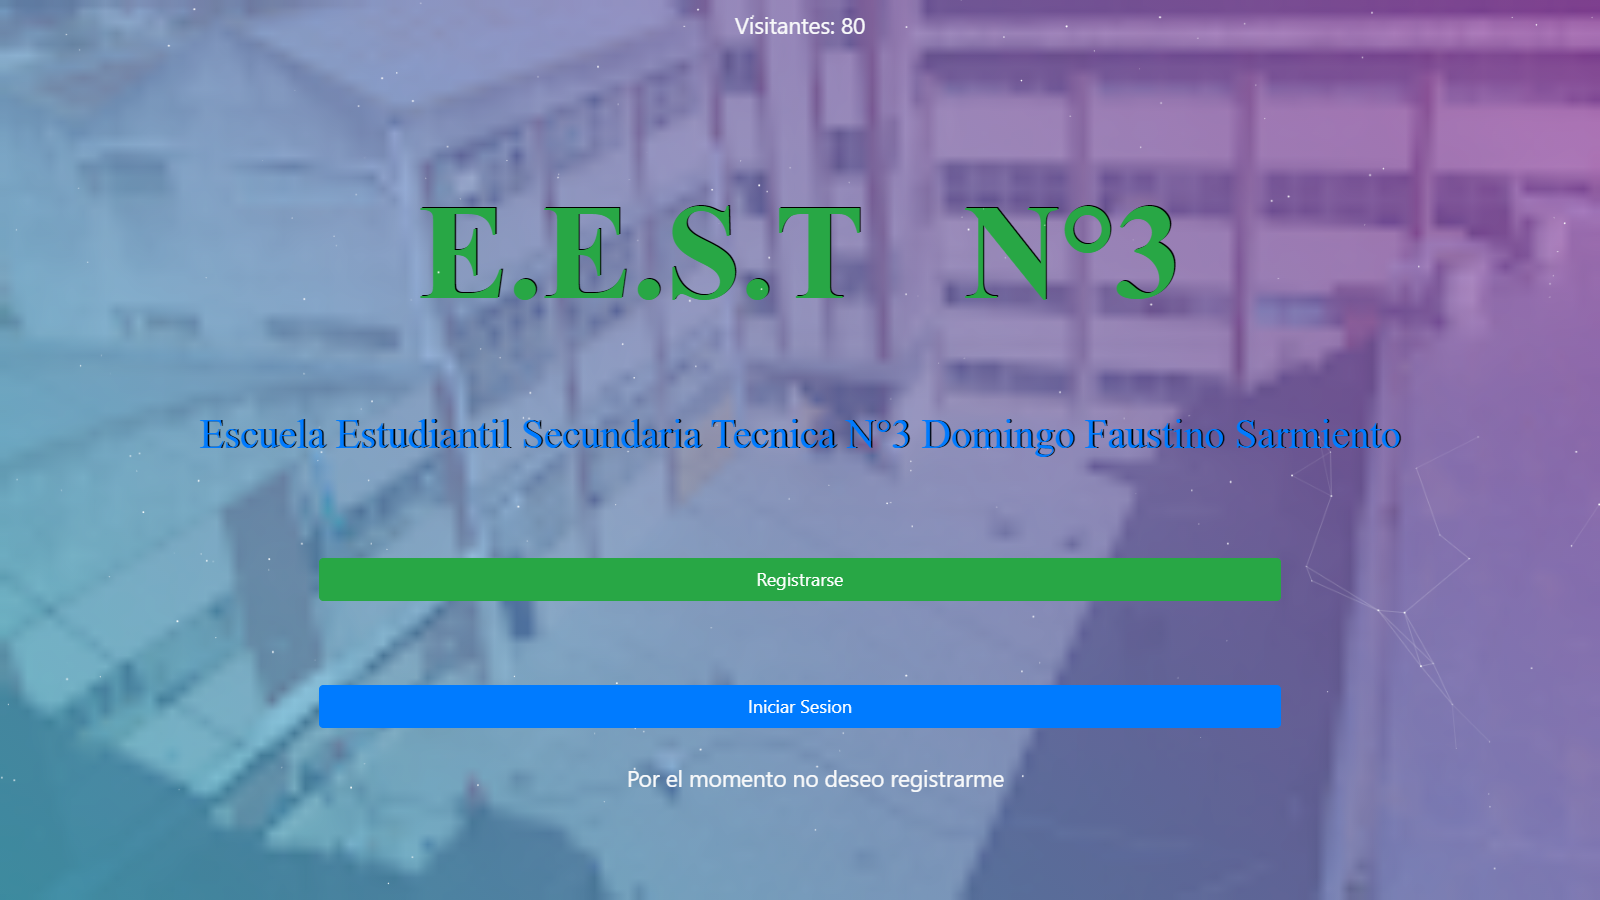 Visitantes: 80
E.E.S.T N°3
Escuela Estudiantil Secundaria Tecnica N°3 Domingo Faustino Sarmiento
Registrarse
Iniciar Sesion
Por el momento no deseo registrarme